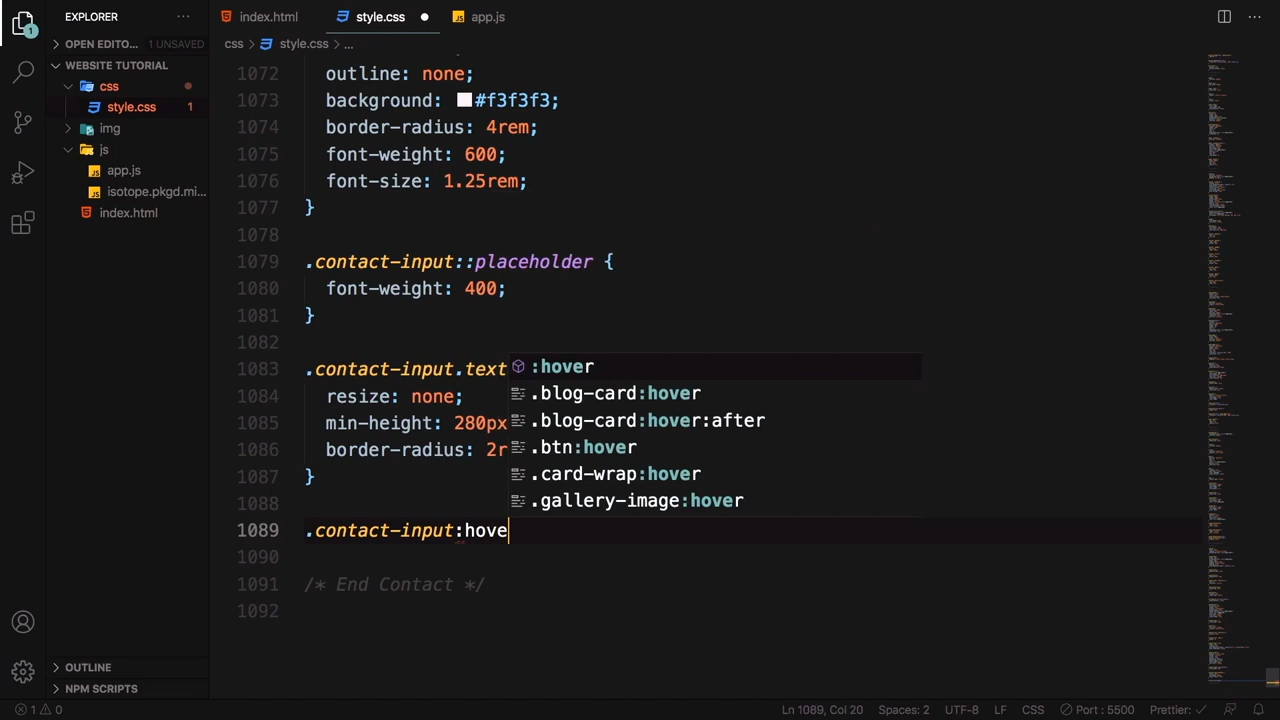 EXPLORER
index.html
style.css
app.js
OPEN EDITO... 1 UNSAVED
css > style.css > ...
WEBSITE TUTORIAL
css
style.css 1
img
js
app.js
isotope.pkgd.mi...
index.html
1072 outline: none;
1073 background: #f3f3f3;
1074 border-radius: 4rem;
1075 font-weight: 600;
1076 font-size: 1.25rem;
1077 }
1078
1079 .contact-input::placeholder {
1080 font-weight: 400;
1081 }
1082
1083 .contact-input.text
1084 resize: none;
1085 min-height: 280px
1086 border-radius: 2r
1087 }
1088
1089 .contact-input:hove
1090
1091 /* End Contact */
1092
:hover
.blog-card:hover
.blog-card:hover:after
.btn:hover
.card-wrap:hover
.gallery-image:hover
1
OUTLINE
NPM SCRIPTS
1 0
Ln 1089, Col 20
Spaces: 2
UTF-8
LF
CSS
Port : 5500
Prettier: ✓